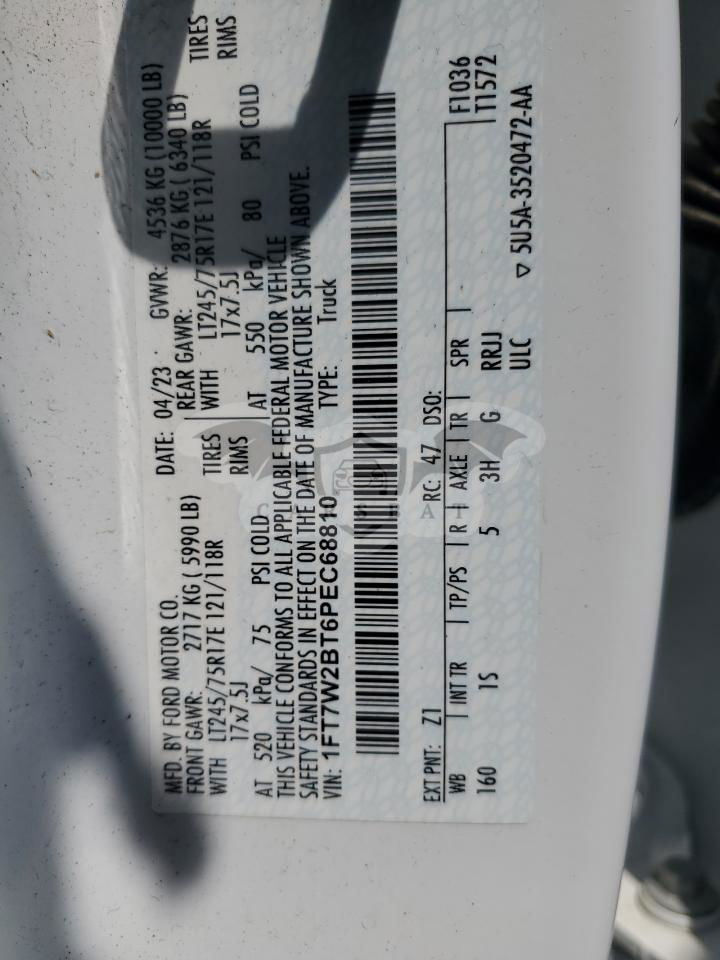 MFD. BY FORD MOTOR CO. DATE: 04/23 GVWR: 4536 KG (10000 LB)
FRONT GAWR: 2717 KG ( 5990 LB) REAR GAWR: 2876 KG ( 6340 LB)
WITH LT245/75R17E 121/118R TIRES WITH LT245/75R17E 121/118R TIRES
17x7.5J RIMS 17x7.5J RIMS
AT 520 kPa/ 75 PSI COLD AT 550 kPa/ 80 PSI COLD
THIS VEHICLE CONFORMS TO ALL APPLICABLE FEDERAL MOTOR VEHICLE
SAFETY STANDARDS IN EFFECT ON THE DATE OF MANUFACTURE SHOWN ABOVE.
VIN: 1FT7W2BT6PEC68810 TYPE: Truck
EXT PNT: Z1 RC: 47 DSO:
WB INT TR TP/PS R AXLE TR SPR F1036
160 1S 5 3H G RRJJ T1572
ULC
▽ 5U5A-3520472-AA